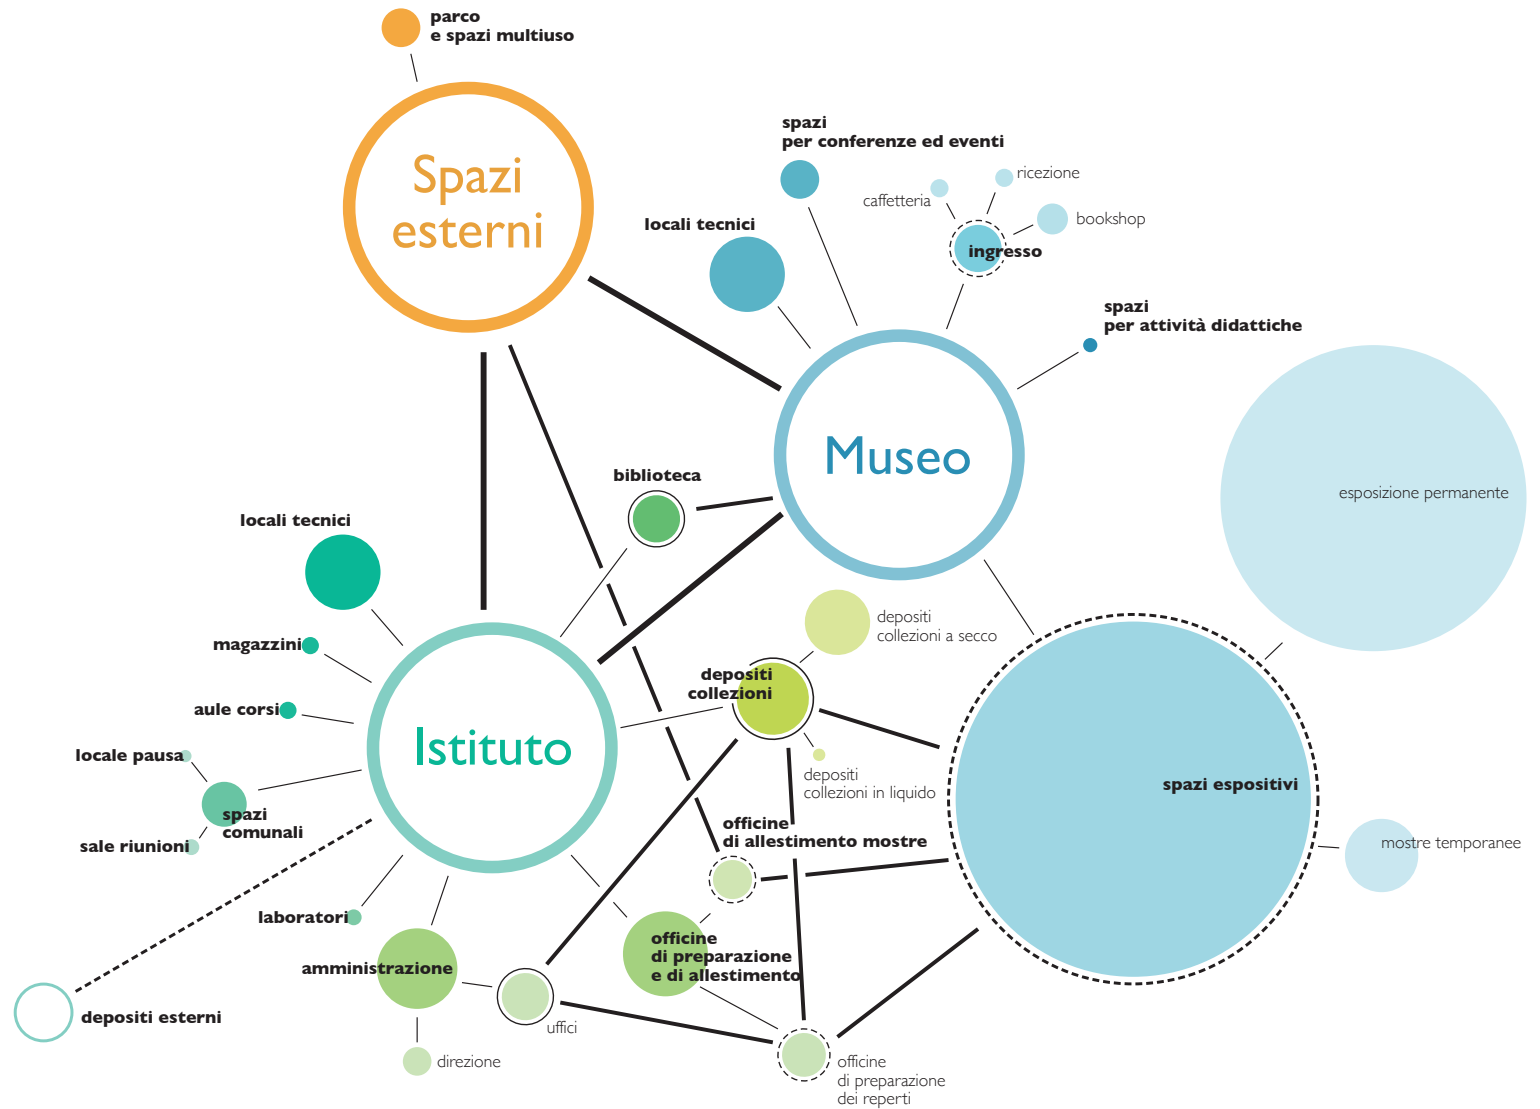 parco
e spazi multiuso
Spazi
esterni
spazi
per conferenze ed eventi
ricezione
caffetteria
bookshop
locali tecnici
ingresso
spazi
per attività didattiche
Museo
biblioteca
esposizione permanente
locali tecnici
depositi
collezioni a secco
magazzini
depositi
collezioni
aule corsi
Istituto
locale pausa
depositi
collezioni in liquido
spazi espositivi
spazi
comunali
officine
di allestimento mostre
sale riunioni
mostre temporanee
laboratori
officine
di preparazione
e di allestimento
amministrazione
depositi esterni
uffici
direzione
officine
di preparazione
dei reperti